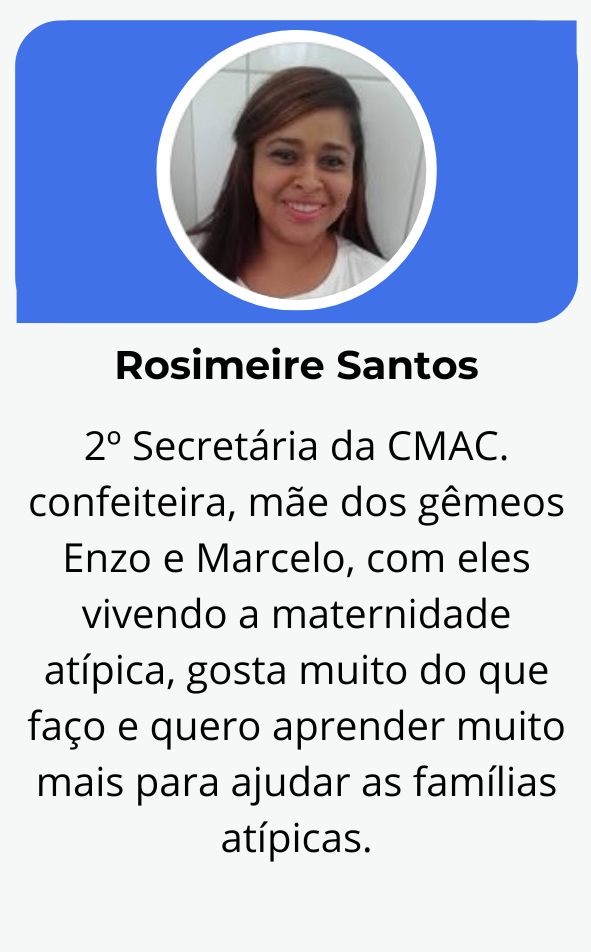 Rosimeire Santos
2º Secretária da CMAC.
confeiteira, mãe dos gêmeos
Enzo e Marcelo, com eles
vivendo a maternidade
atípica, gosta muito do que
faço e quero aprender muito
mais para ajudar as famílias
atípicas.